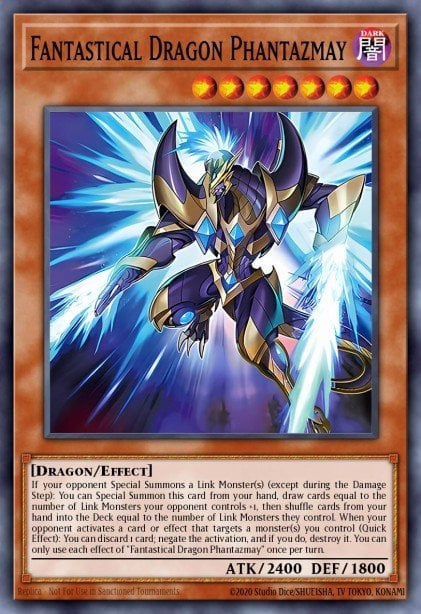 FANTASTICAL DRAGON PHANTAZMAY
DARK
闇
[DRAGON/EFFECT]
If your opponent Special Summons a Link Monster(s) (except during the Damage
Step): You can Special Summon this card from your hand, draw cards equal to the
number of Link Monsters your opponent controls +1, then shuffle cards from your
hand into the Deck equal to the number of Link Monsters they control. When your
opponent activates a card or effect that targets a monster(s) you control (Quick
Effect): You can discard 1 card; negate the activation, and if you do, destroy it. You can
only use each effect of "Fantastical Dragon Phantazmay" once per turn.
ATK/2400 DEF/1800
Replica - Not For Use in Sanctioned Tournaments
©2020 Studio Dice/SHUEISHA, TV TOKYO, KONAMI